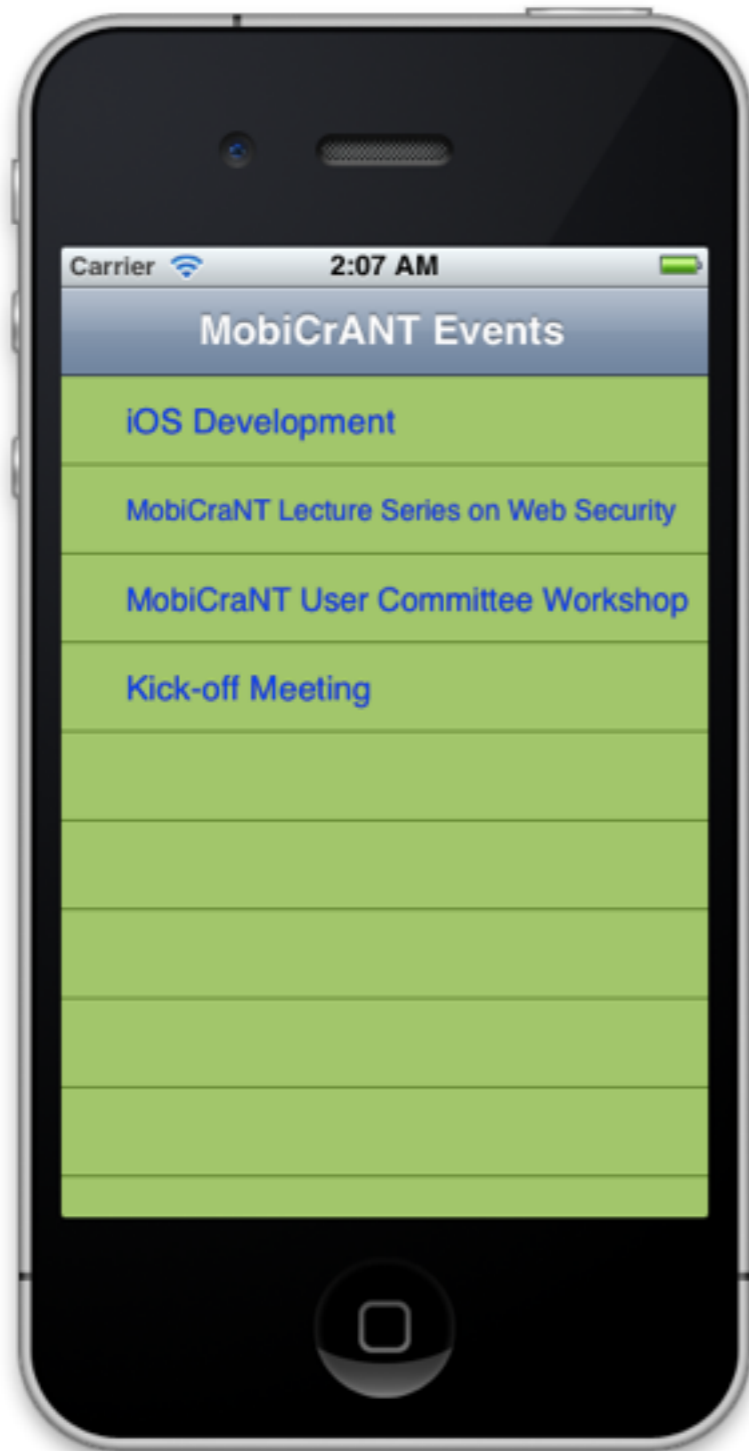 Carrier 2:07 AM
MobiCrANT Events
iOS Development
MobiCraNT Lecture Series on Web Security
MobiCraNT User Committee Workshop
Kick-off Meeting